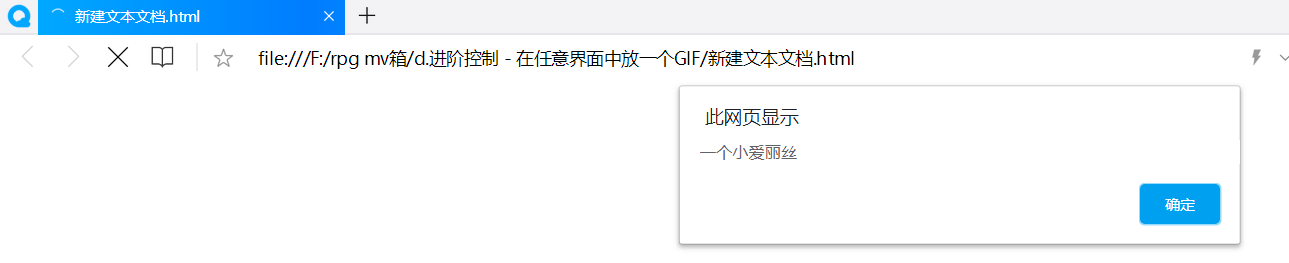 新建文本文档.html
file:///F:/rpg mv箱/d.进阶控制 - 在任意界面中放一个GIF/新建文本文档.html
此网页显示
一个小爱丽丝
确定